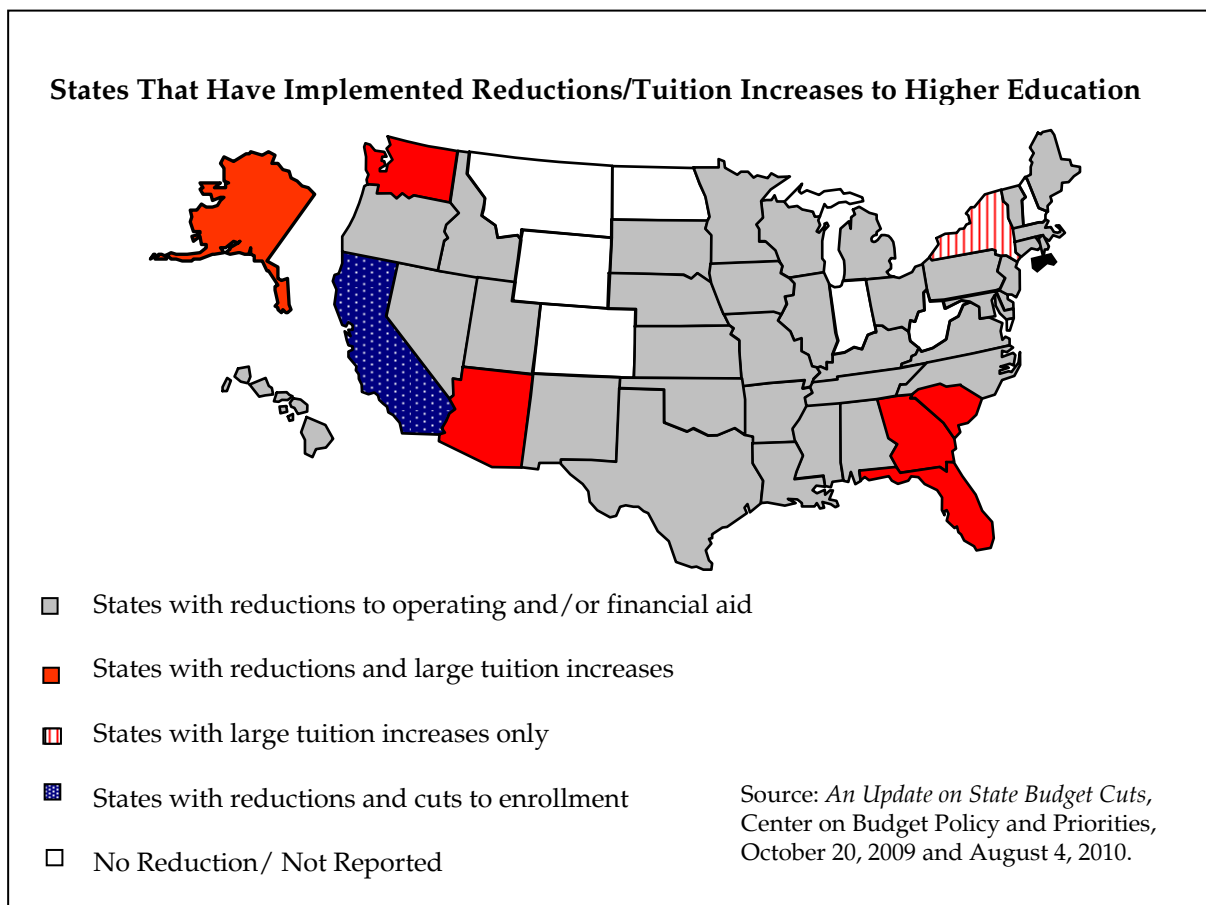 States That Have Implemented Reductions/Tuition Increases to Higher Education
States with reductions to operating and/or financial aid
States with reductions and large tuition increases
States with large tuition increases only
States with reductions and cuts to enrollment
No Reduction/ Not Reported
Source: An Update on State Budget Cuts,
Center on Budget Policy and Priorities,
October 20, 2009 and August 4, 2010.